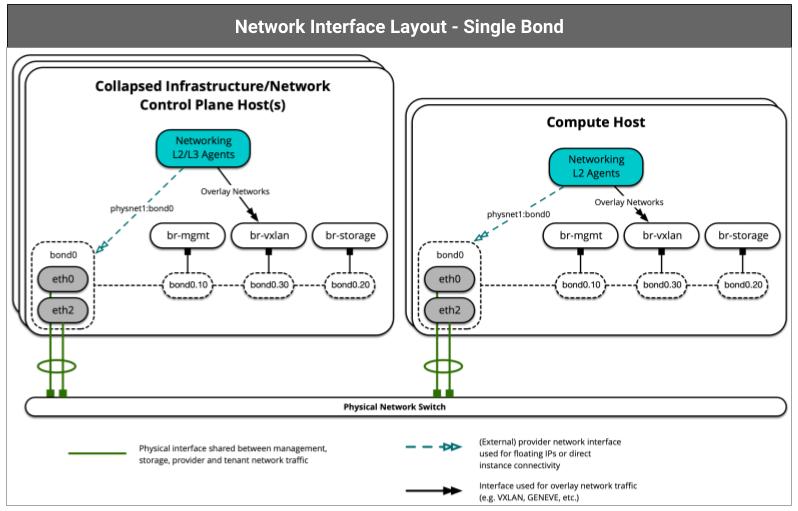 Network Interface Layout - Single Bond
Collapsed Infrastructure/Network
Control Plane Host(s)
Networking
L2/L3 Agents
Overlay Networks
physnet1:bond0
br-mgmt
br-vxlan
br-storage
bond0
eth0
eth2
bond0.10
bond0.30
bond0.20
Compute Host
Networking
L2 Agents
Overlay Networks
physnet1:bond0
br-mgmt
br-vxlan
br-storage
bond0
eth0
eth2
bond0.10
bond0.30
bond0.20
Physical Network Switch
Physical interface shared between management,
storage, provider and tenant network traffic
(External) provider network interface
used for floating IPs or direct
instance connectivity
Interface used for overlay network traffic
(e.g. VXLAN, GENEVE, etc.)